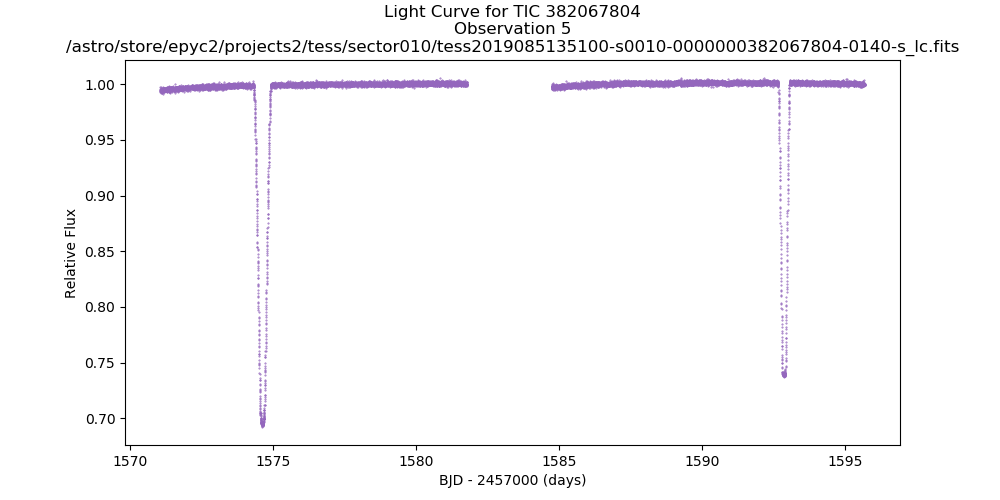 Light Curve for TIC 382067804
Observation 5
/astro/store/epyc2/projects2/tess/sector010/tess2019085135100-s0010-0000000382067804-0140-s_lc.fits
1.00
0.95
0.90
0.85
0.80
0.75
0.70
Relative Flux
1570 1575 1580 1585 1590 1595
BJD - 2457000 (days)